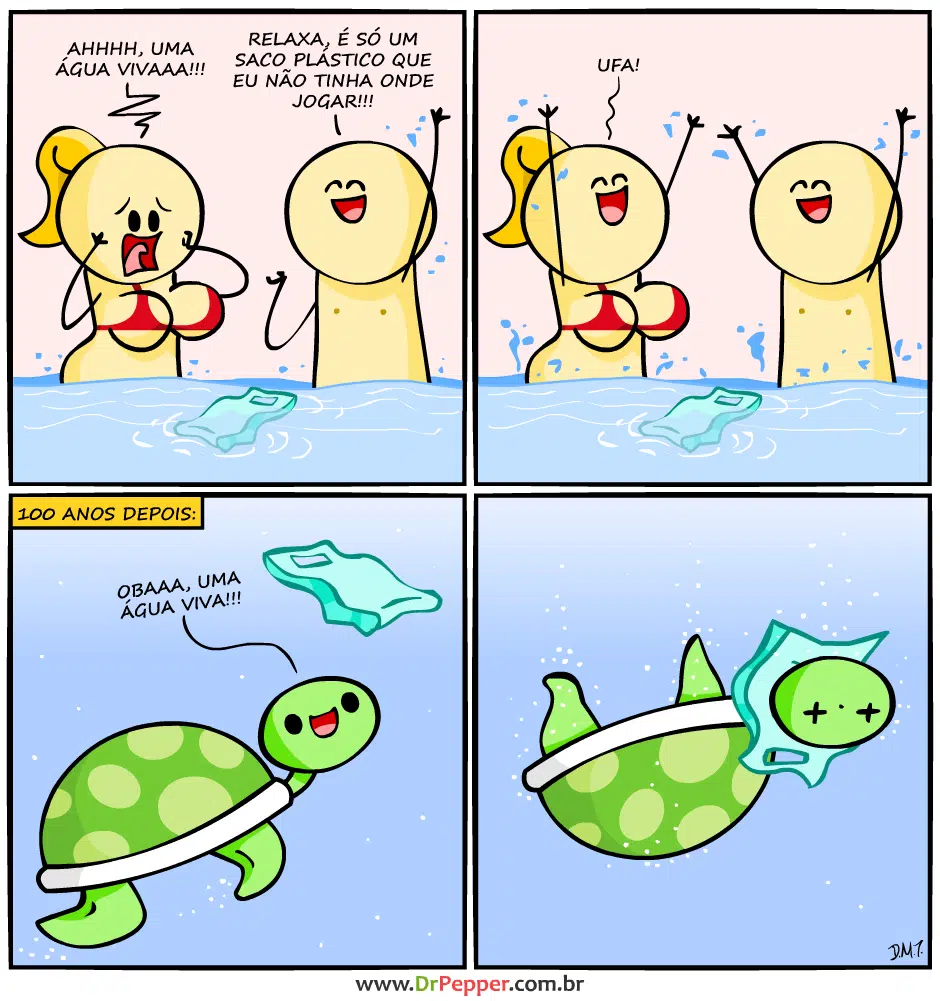 AHHHH, UMA
ÁGUA VIVAAA!!!
RELAXA, É SÓ UM
SACO PLÁSTICO QUE
EU NÃO TINHA ONDE
JOGAR!!!
UFA!
100 ANOS DEPOIS:
OBAAA, UMA
ÁGUA VIVA!!!
D.M.T.
www.DrPepper.com.br